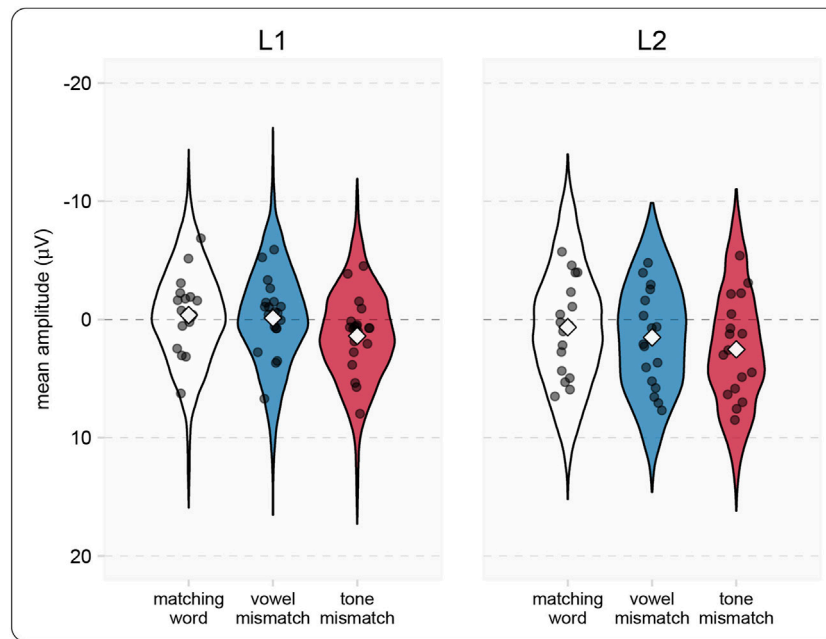 L1
L2
mean amplitude (µV)
-20
-10
0
10
20
matching
word
vowel
mismatch
tone
mismatch
matching
word
vowel
mismatch
tone
mismatch